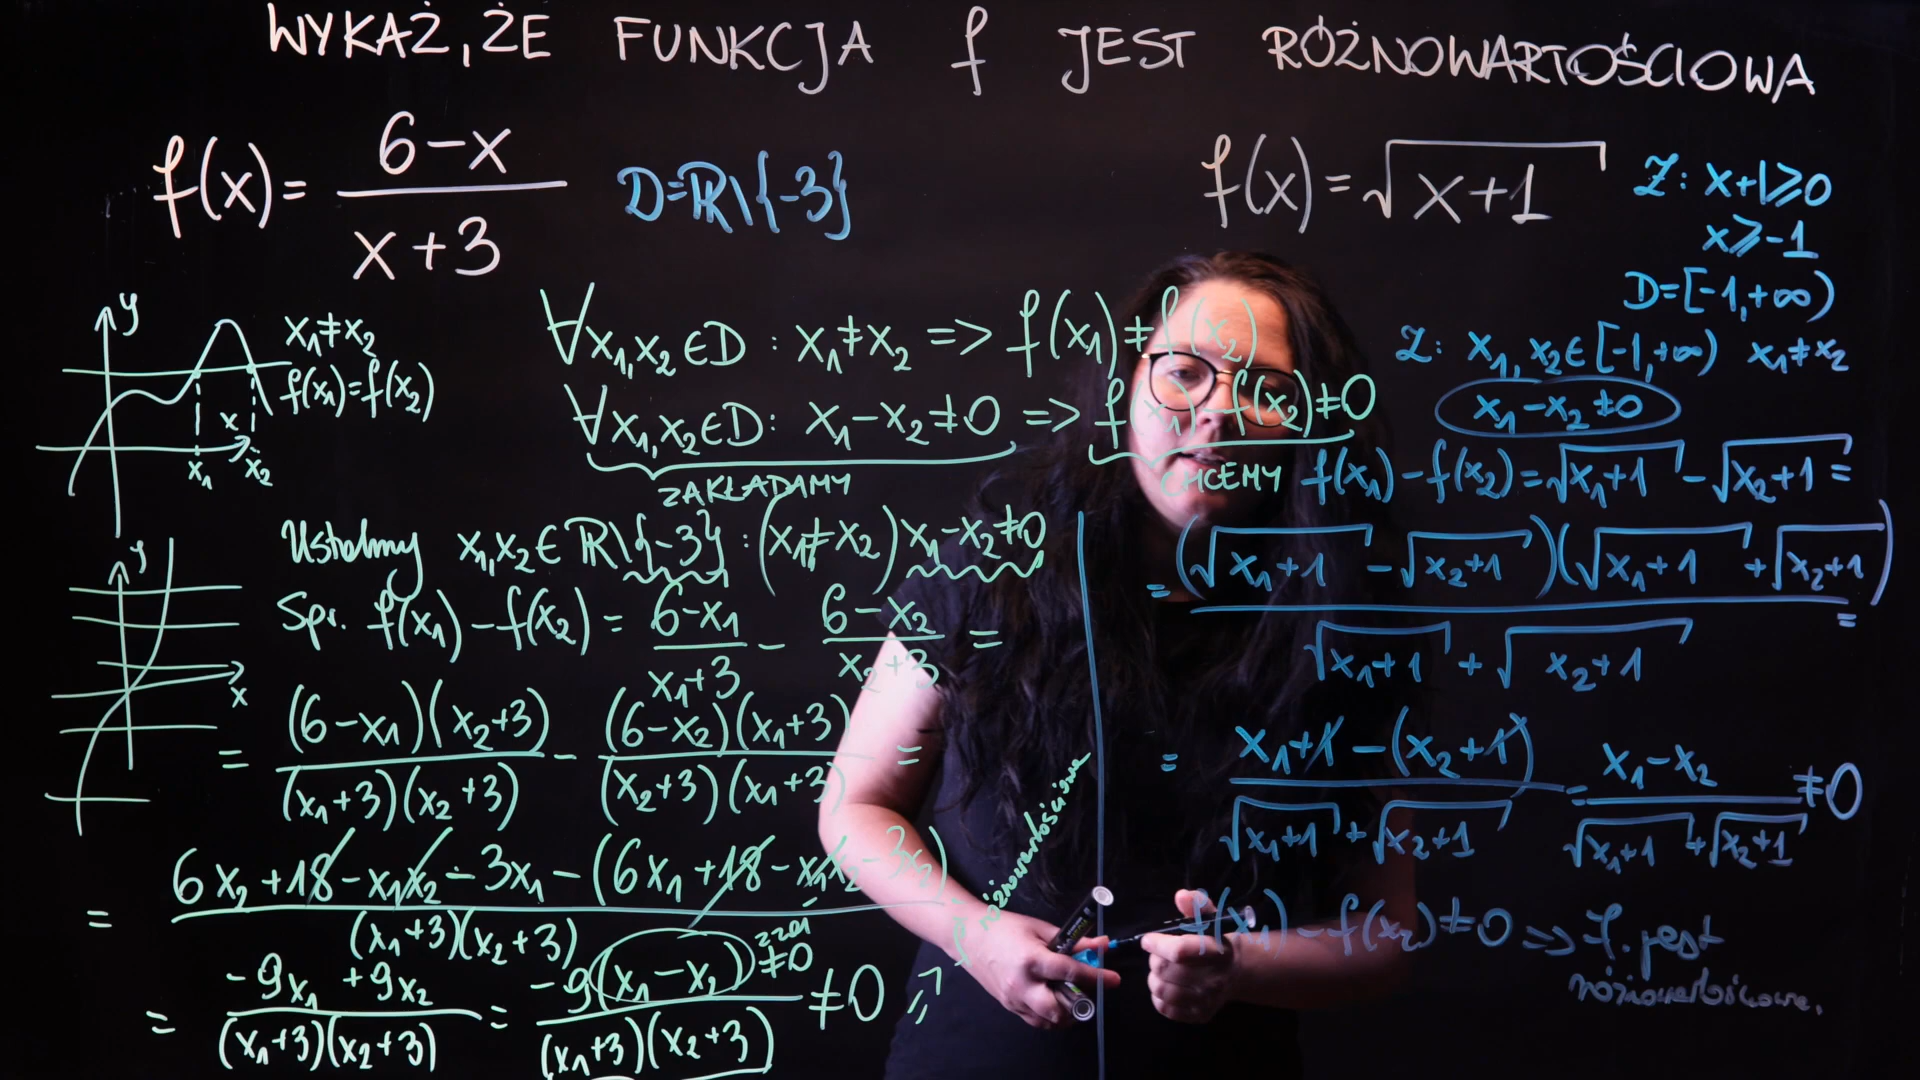 WYKAŻ, ŻE FUNKCJA f JEST RÓŻNOWARTOŚCIOWA
f(x) = (6-x)/(x+3)
D=ℝ\{-3}
y
x₁≠x₂
f(x₁)=f(x₂)
x
x₁ x₂
y
x
∀x₁,x₂∈D : x₁≠x₂ => f(x₁)≠f(x₂)
∀x₁,x₂∈D: x₁-x₂≠0 => f(x₁)-f(x₂)≠0
ZAKŁADAMY CHCEMY
Ustalmy x₁,x₂∈ℝ\{-3} : (x₁≠x₂) x₁-x₂≠0
Spr. f(x₁)-f(x₂) = (6-x₁)/(x₁+3) - (6-x₂)/(x₂+3) =
= (6-x₁)(x₂+3)/(x₁+3)(x₂+3) - (6-x₂)(x₁+3)/(x₂+3)(x₁+3) =
= 6x₂+18-x₁x₂-3x₁-(6x₁+18-x₁x₂-3x₂)/(x₁+3)(x₂+3)
= (-9x₁+9x₂)/(x₁+3)(x₂+3) = -9(x₁-x₂)/(x₁+3)(x₂+3) ≠0 =>
z zał ≠0
f. różnowartościowa
f(x)=√(x+1)
Z: x+1≥0
x≥-1
D=[-1,+∞)
Z: x₁,x₂∈[-1,+∞) x₁≠x₂
x₁-x₂≠0
f(x₁)-f(x₂)=√(x₁+1) -√(x₂+1) =
= (√(x₁+1) -√(x₂+1))(√(x₁+1) +√(x₂+1))/(√(x₁+1) + √(x₂+1)) =
= (x₁+1-(x₂+1))/(√(x₁+1)+√(x₂+1)) = (x₁-x₂)/(√(x₁+1) +√(x₂+1)) ≠0
f(x₁)-f(x₂)≠0 => f. jest
różnowartościowa.